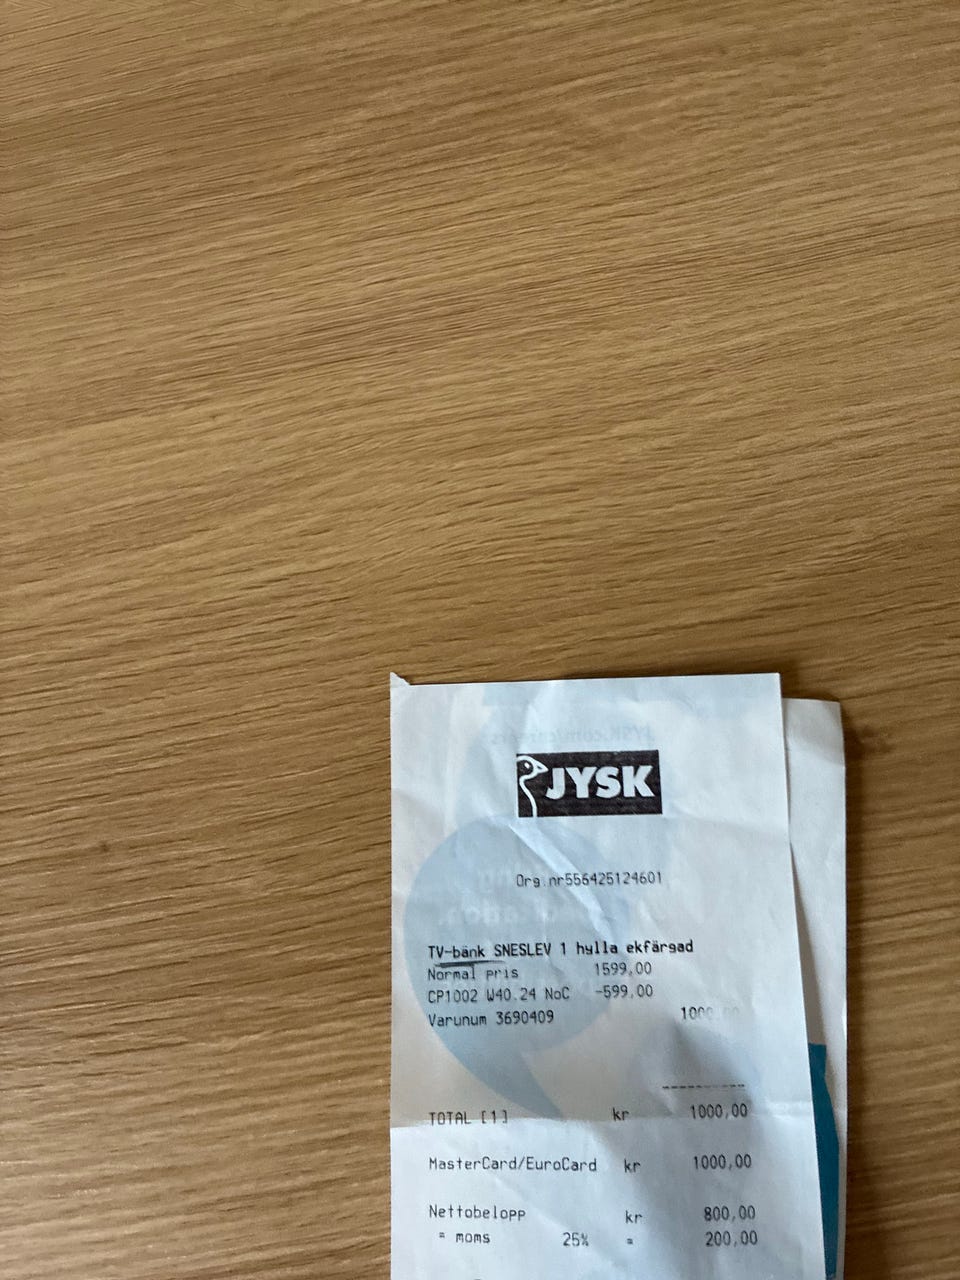 JYSK
Org.nr556425124601
TV-bänk SNESLEV 1 hylla ekfärgad
Normal pris 1599,00
CP1002 W40.24 NoC -599,00
Varunum 3690409 1000,00
----------
TOTAL [1] kr 1000,00
MasterCard/EuroCard kr 1000,00
Nettobelopp kr 800,00
= moms 25% = 200,00